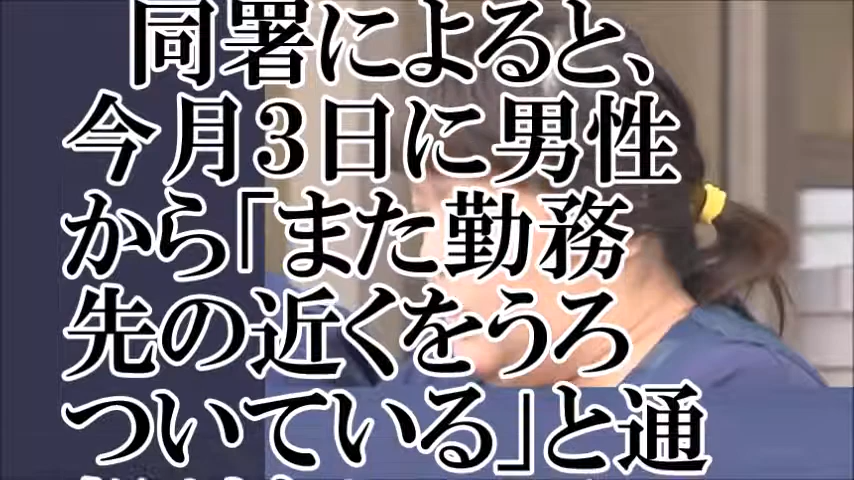 同署によると、
今月3日に男性
から「また勤務
先の近くをうろ
ついている」と通